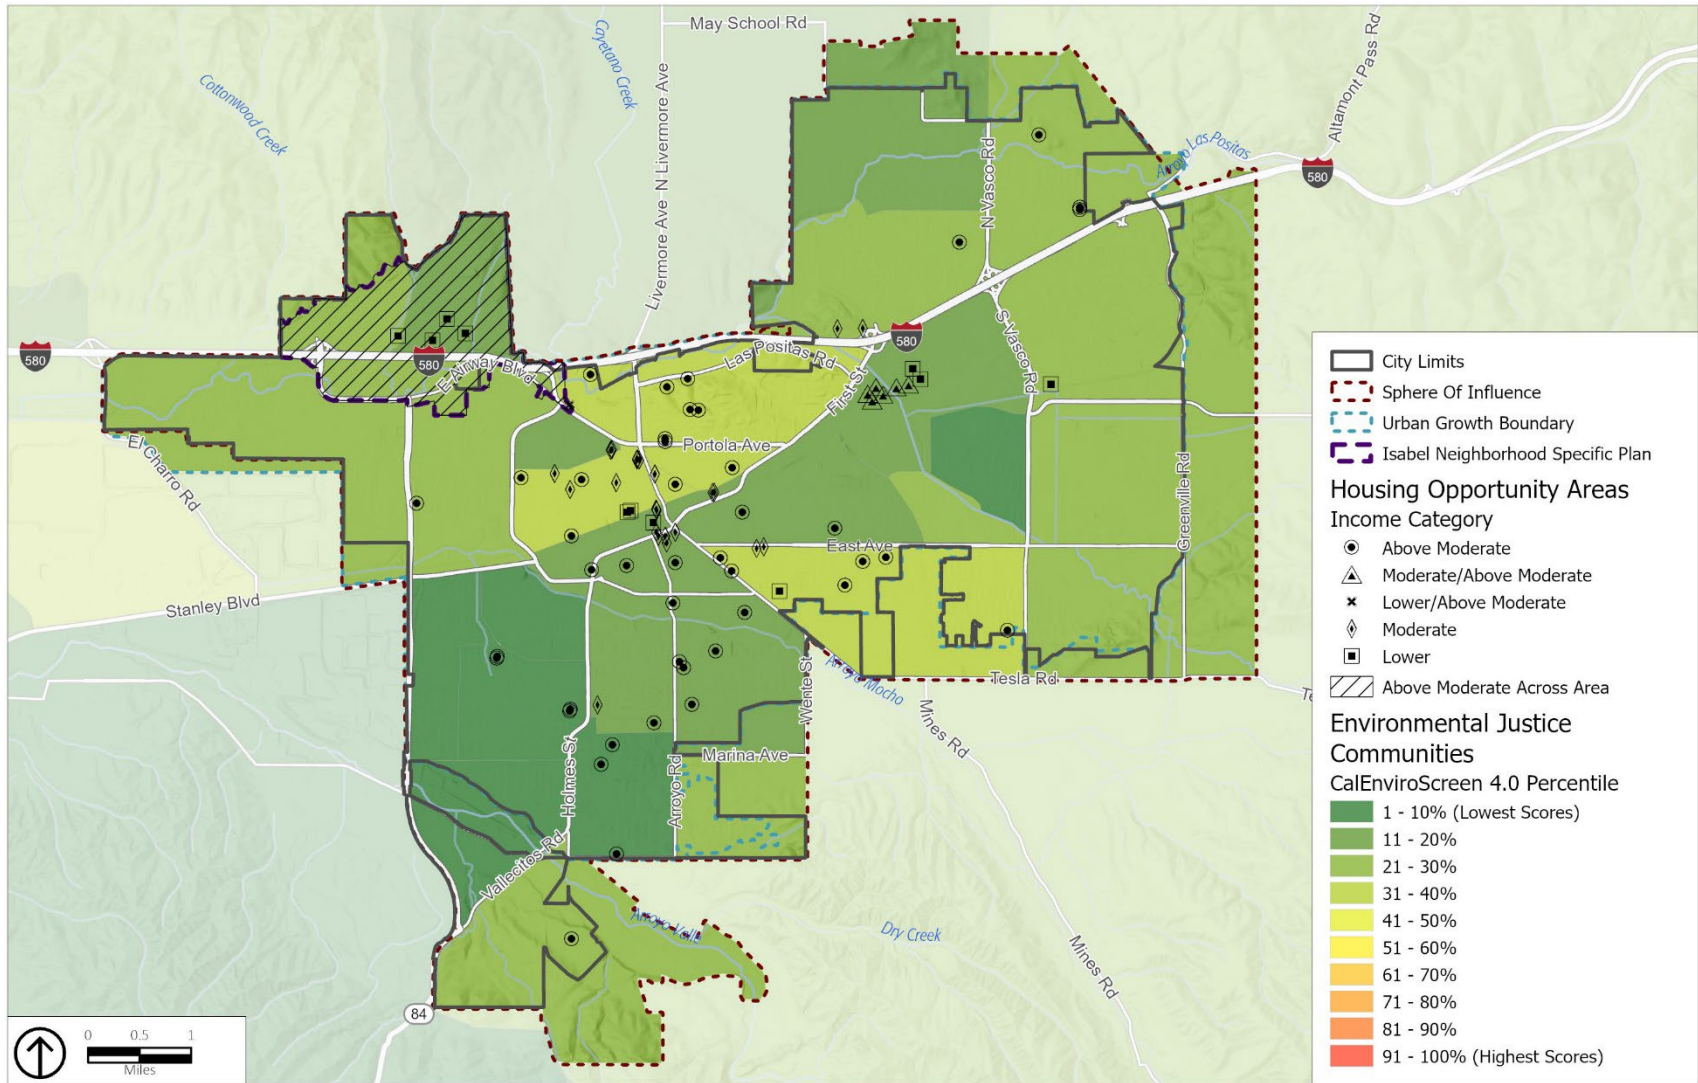 May School Rd
Cottonwood Creek
Cayetano Creek
Livermore Ave N Livermore Ave
N Vasco Rd
Altamont Pass Rd
Arroyo Las Positas
580
580
580
580
E Airway Blvd
Las Positas Rd
First St
S Vasco Rd
Portola Ave
El Charro Rd
East Ave
Greenville Rd
Stanley Blvd
Arroyo Mocho
Tesla Rd
Wente St
Mines Rd
Holmes St
Arroyo Rd
Marina Ave
Vallecitos Rd
Arroyo Valle
Dry Creek
Mines Rd
84
0 0.5 1
Miles
City Limits
Sphere Of Influence
Urban Growth Boundary
Isabel Neighborhood Specific Plan
Housing Opportunity Areas
Income Category
Above Moderate
Moderate/Above Moderate
Lower/Above Moderate
Moderate
Lower
Above Moderate Across Area
Environmental Justice
Communities
CalEnviroScreen 4.0 Percentile
1 - 10% (Lowest Scores)
11 - 20%
21 - 30%
31 - 40%
41 - 50%
51 - 60%
61 - 70%
71 - 80%
81 - 90%
91 - 100% (Highest Scores)